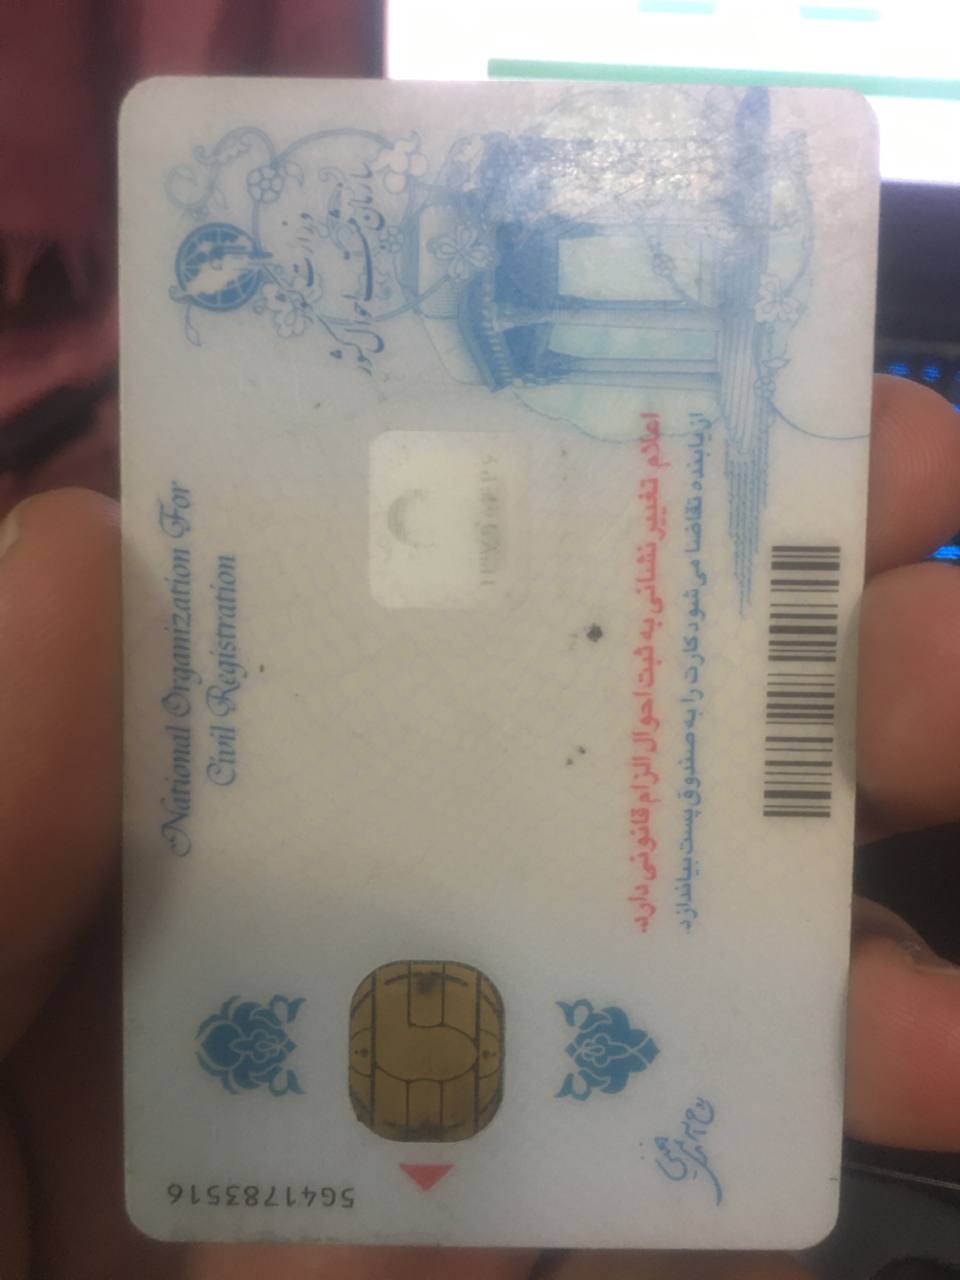 وزارت کشور
سازمان ثبت احوال کشور
National Organization For
Civil Registration
اعلام تغییر نشانی به ثبت احوال الزام قانونی دارد.
از یابنده تقاضا می شود کارت را به صندوق پست بیاندازد.
5G41783516